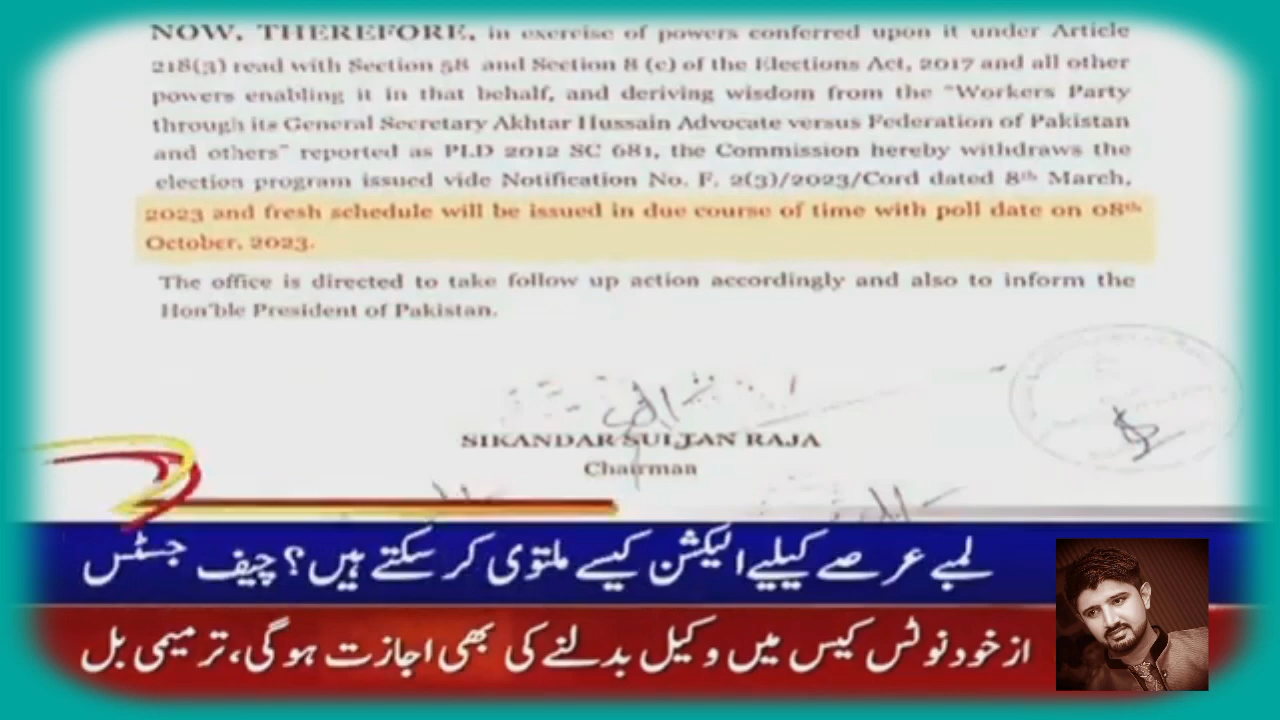 NOW, THEREFORE, in exercise of powers conferred upon it under Article
218(3) read with Section 58 and Section 8 (c) of the Elections Act, 2017 and all other
powers enabling it in that behalf, and deriving wisdom from the "Workers Party
through its General Secretary Akhtar Hussain Advocate versus Federation of Pakistan
and others" reported as PLD 2012 SC 681, the Commission hereby withdraws the
election program issued vide Notification No. F. 2(3)/2023/Cord dated 8th March,
2023 and fresh schedule will be issued in due course of time with poll date on 08th
October, 2023.
The office is directed to take follow up action accordingly and also to inform the
Hon'ble President of Pakistan.
SIKANDAR SULTAN RAJA
Chairman
لمبے عرصے کیلیے الیکشن کیسے ملتوی کر سکتے ہیں؟ چیف جسٹس
از خود نوٹس کیس میں وکیل بدلنے کی بھی اجازت ہو گی، ترمیمی بل